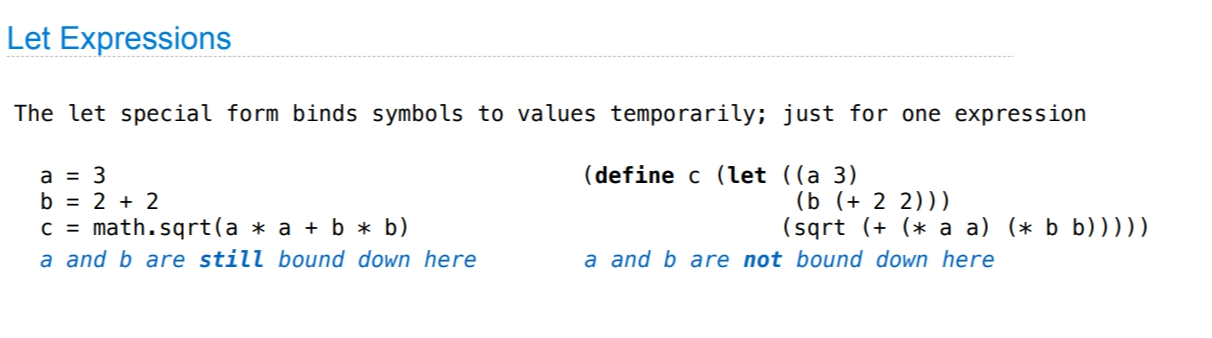 Let Expressions
The let special form binds symbols to values temporarily; just for one expression
a = 3
b = 2 + 2
c = math.sqrt(a * a + b * b)
a and b are still bound down here
(define c (let ((a 3)
(b (+ 2 2)))
(sqrt (+ (* a a) (* b b)))))
a and b are not bound down here